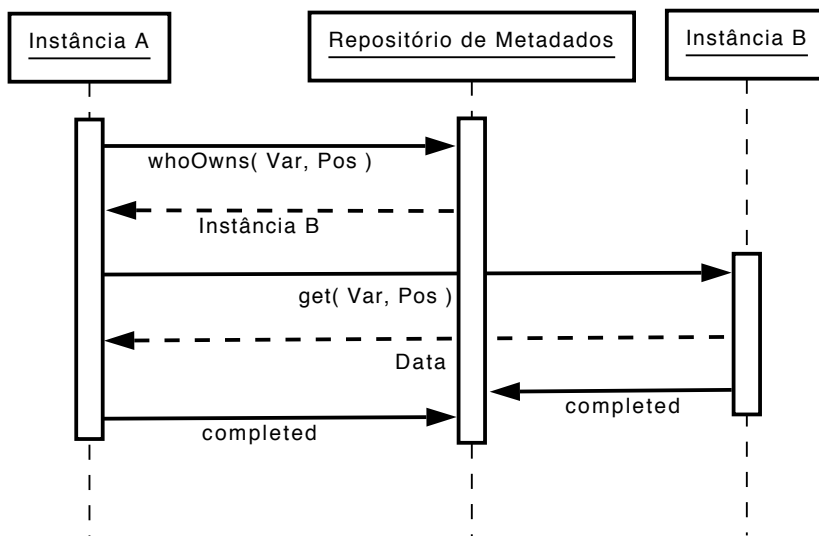 Instância A
Repositório de Metadados
Instância B
whoOwns( Var, Pos )
Instância B
get( Var, Pos )
Data
completed
completed